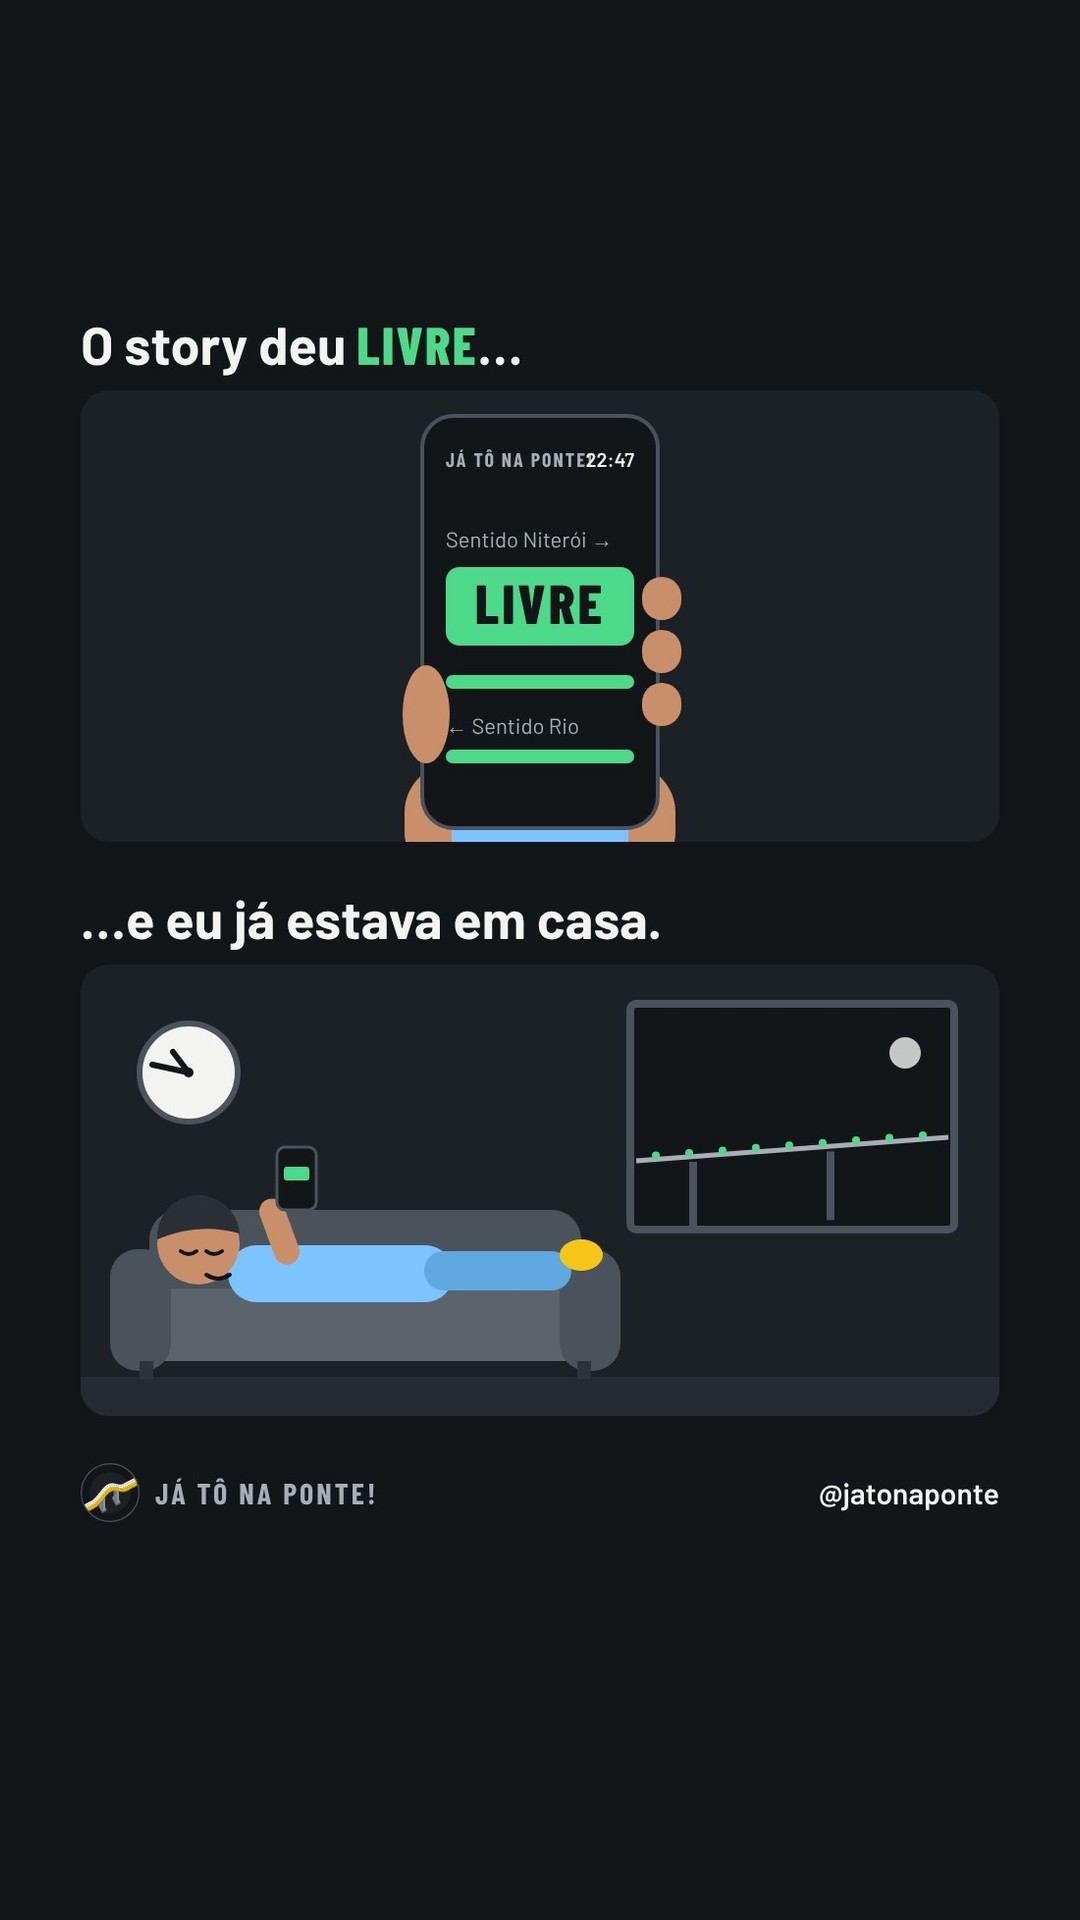 O story deu LIVRE...
JÁ TÔ NA PONTE! 22:47
Sentido Niterói →
LIVRE
← Sentido Rio
...e eu já estava em casa.
JÁ TÔ NA PONTE!
@jatonaponte